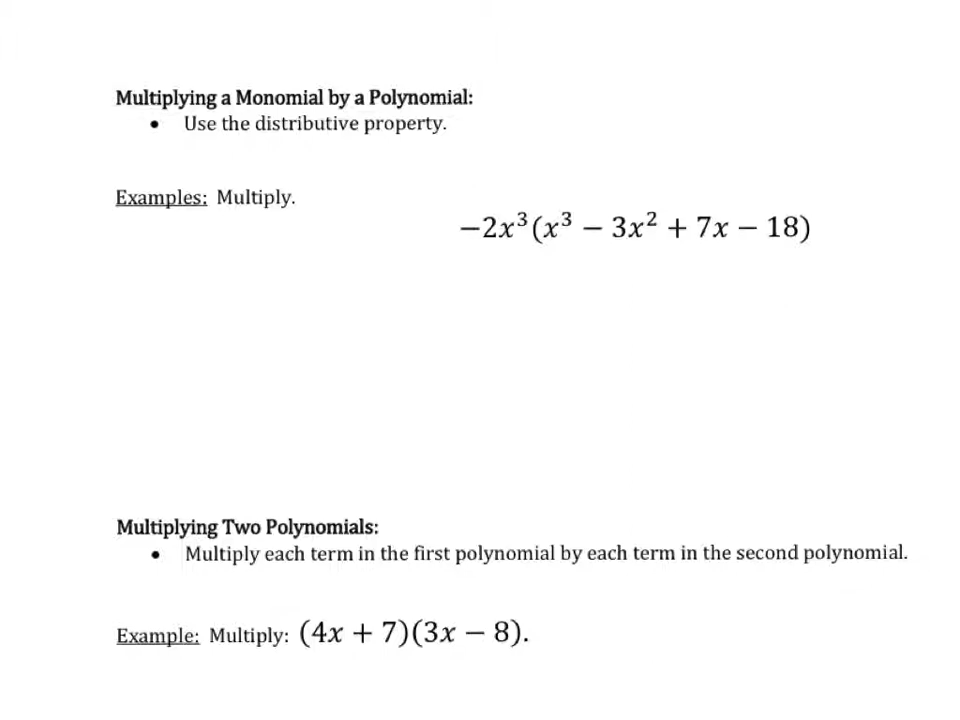 Multiplying a Monomial by a Polynomial:
• Use the distributive property.
Examples: Multiply.
−2x³(x³ − 3x² + 7x − 18)
Multiplying Two Polynomials:
• Multiply each term in the first polynomial by each term in the second polynomial.
Example: Multiply: (4x + 7)(3x − 8).